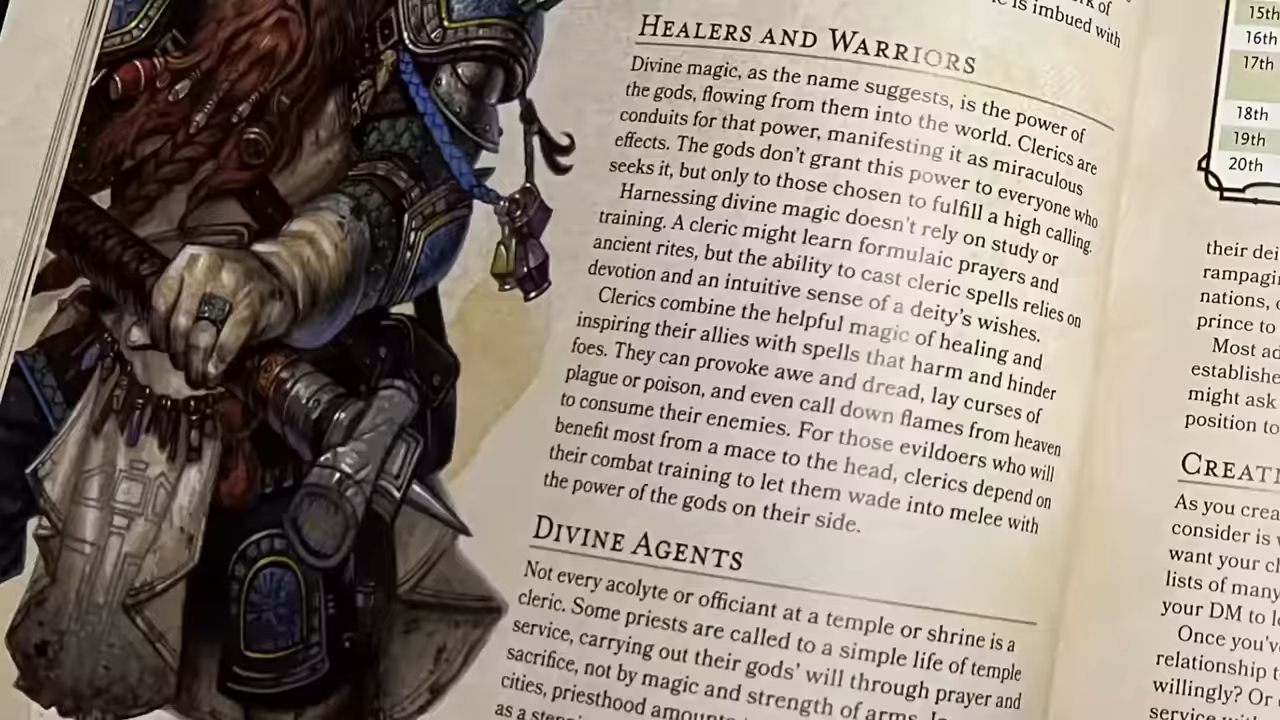 is imbued with
HEALERS AND WARRIORS
Divine magic, as the name suggests, is the power of
the gods, flowing from them into the world. Clerics are
conduits for that power, manifesting it as miraculous
effects. The gods don't grant this power to everyone who
seeks it, but only to those chosen to fulfill a high calling.
Harnessing divine magic doesn't rely on study or
training. A cleric might learn formulaic prayers and
ancient rites, but the ability to cast cleric spells relies on
devotion and an intuitive sense of a deity's wishes.
Clerics combine the helpful magic of healing and
inspiring their allies with spells that harm and hinder
foes. They can provoke awe and dread, lay curses of
plague or poison, and even call down flames from heaven
to consume their enemies. For those evildoers who will
benefit most from a mace to the head, clerics depend on
their combat training to let them wade into melee with
the power of the gods on their side.
DIVINE AGENTS
Not every acolyte or officiant at a temple or shrine is a
cleric. Some priests are called to a simple life of temple
service, carrying out their gods' will through prayer and
sacrifice, not by magic and strength of arms. In
cities, priesthood amounts
as a
15th
16th
17th
18th
19th
20th
their
nations,
prince to
Most
might ask
position to
As you
consider is
want your
lists of many
your DM to
Once you've
relationship
willingly? Or